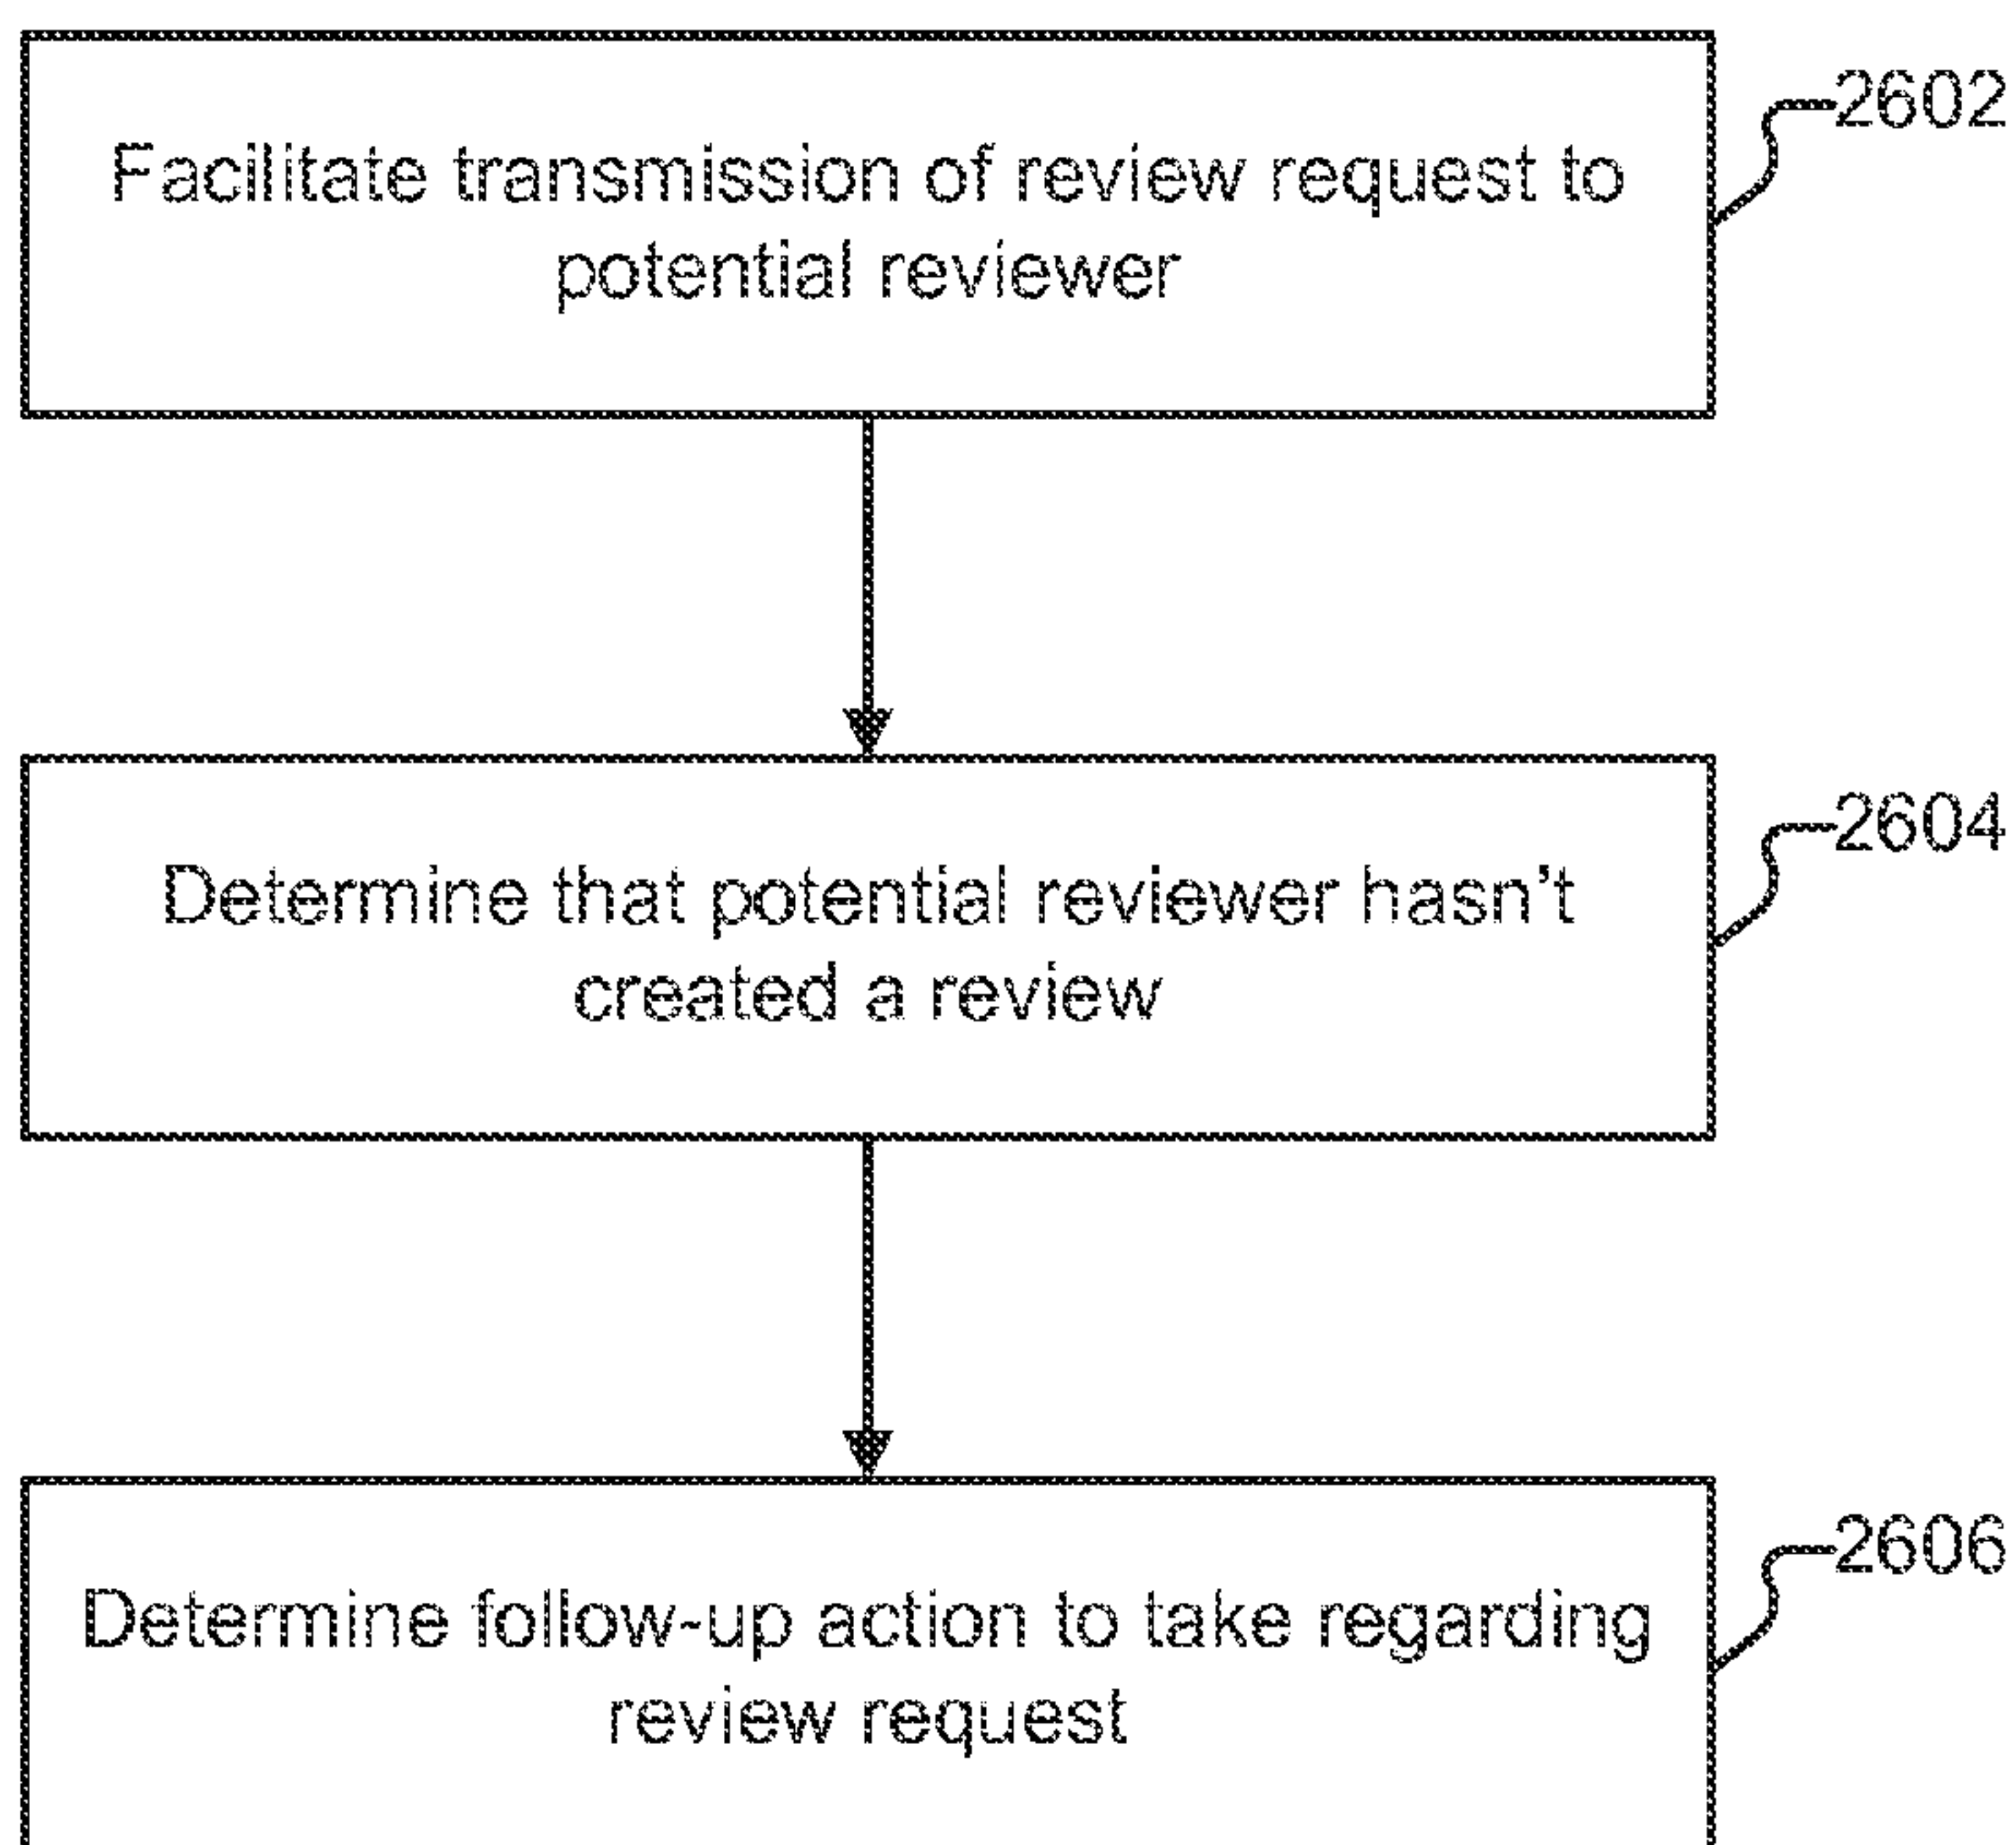 2602
Facilitate transmission of review request to
potential reviewer
2604
Determine that potential reviewer hasn't
created a review
2606
Determine follow-up action to take regarding
review request